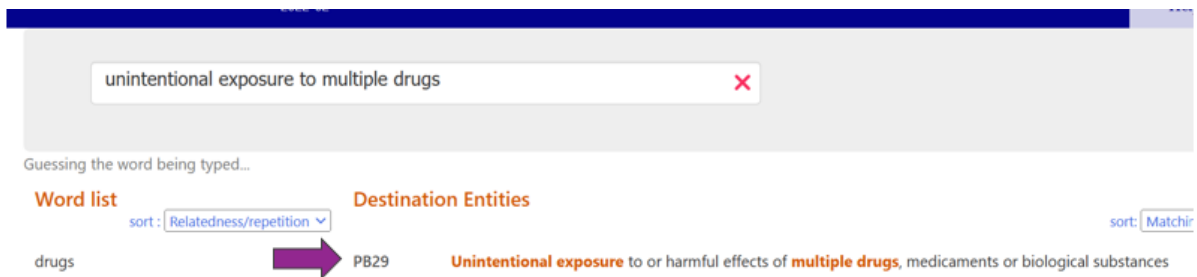 unintentional exposure to multiple drugs
Guessing the word being typed...
Word list
Destination Entities
sort: Relatedness/repetition
sort:
drugs
PB29
Unintentional exposure to or harmful effects of multiple drugs, medicaments or biological substances